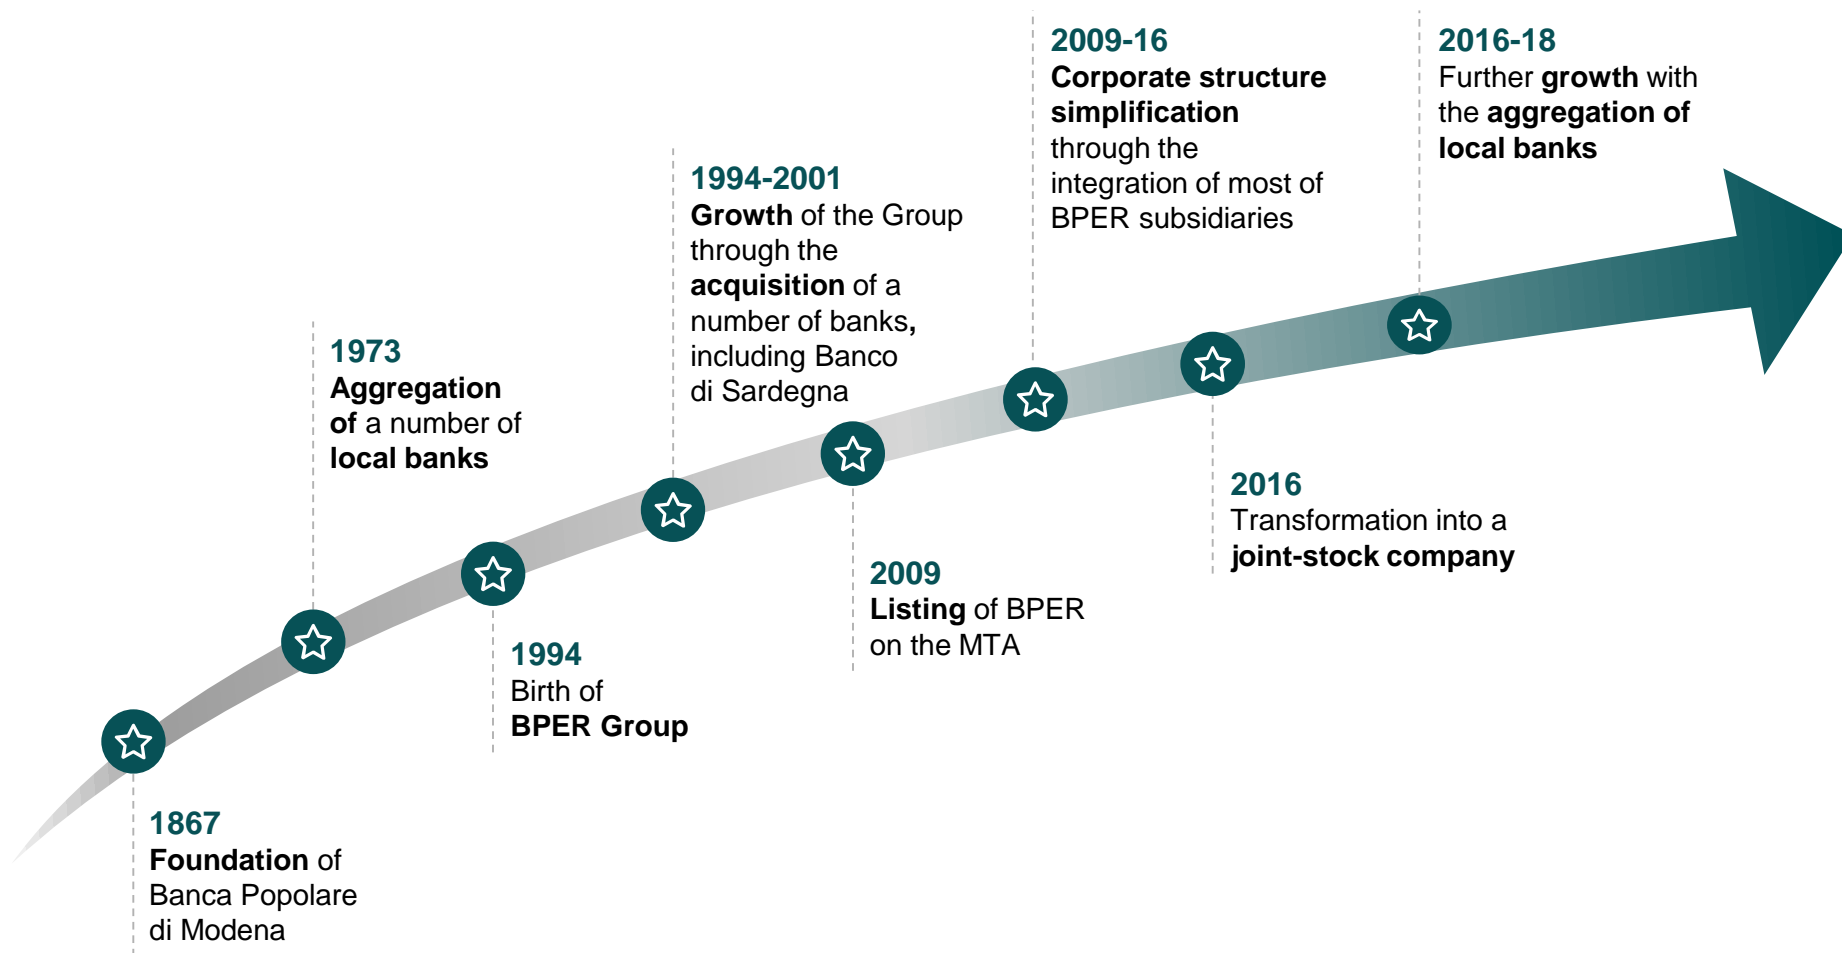 1867
Foundation of
Banca Popolare
di Modena
1973
Aggregation
of a number of
local banks
1994
Birth of
BPER Group
1994-2001
Growth of the Group
through the
acquisition of a
number of banks,
including Banco
di Sardegna
2009
Listing of BPER
on the MTA
2009-16
Corporate structure
simplification
through the
integration of most of
BPER subsidiaries
2016
Transformation into a
joint-stock company
2016-18
Further growth with
the aggregation of
local banks